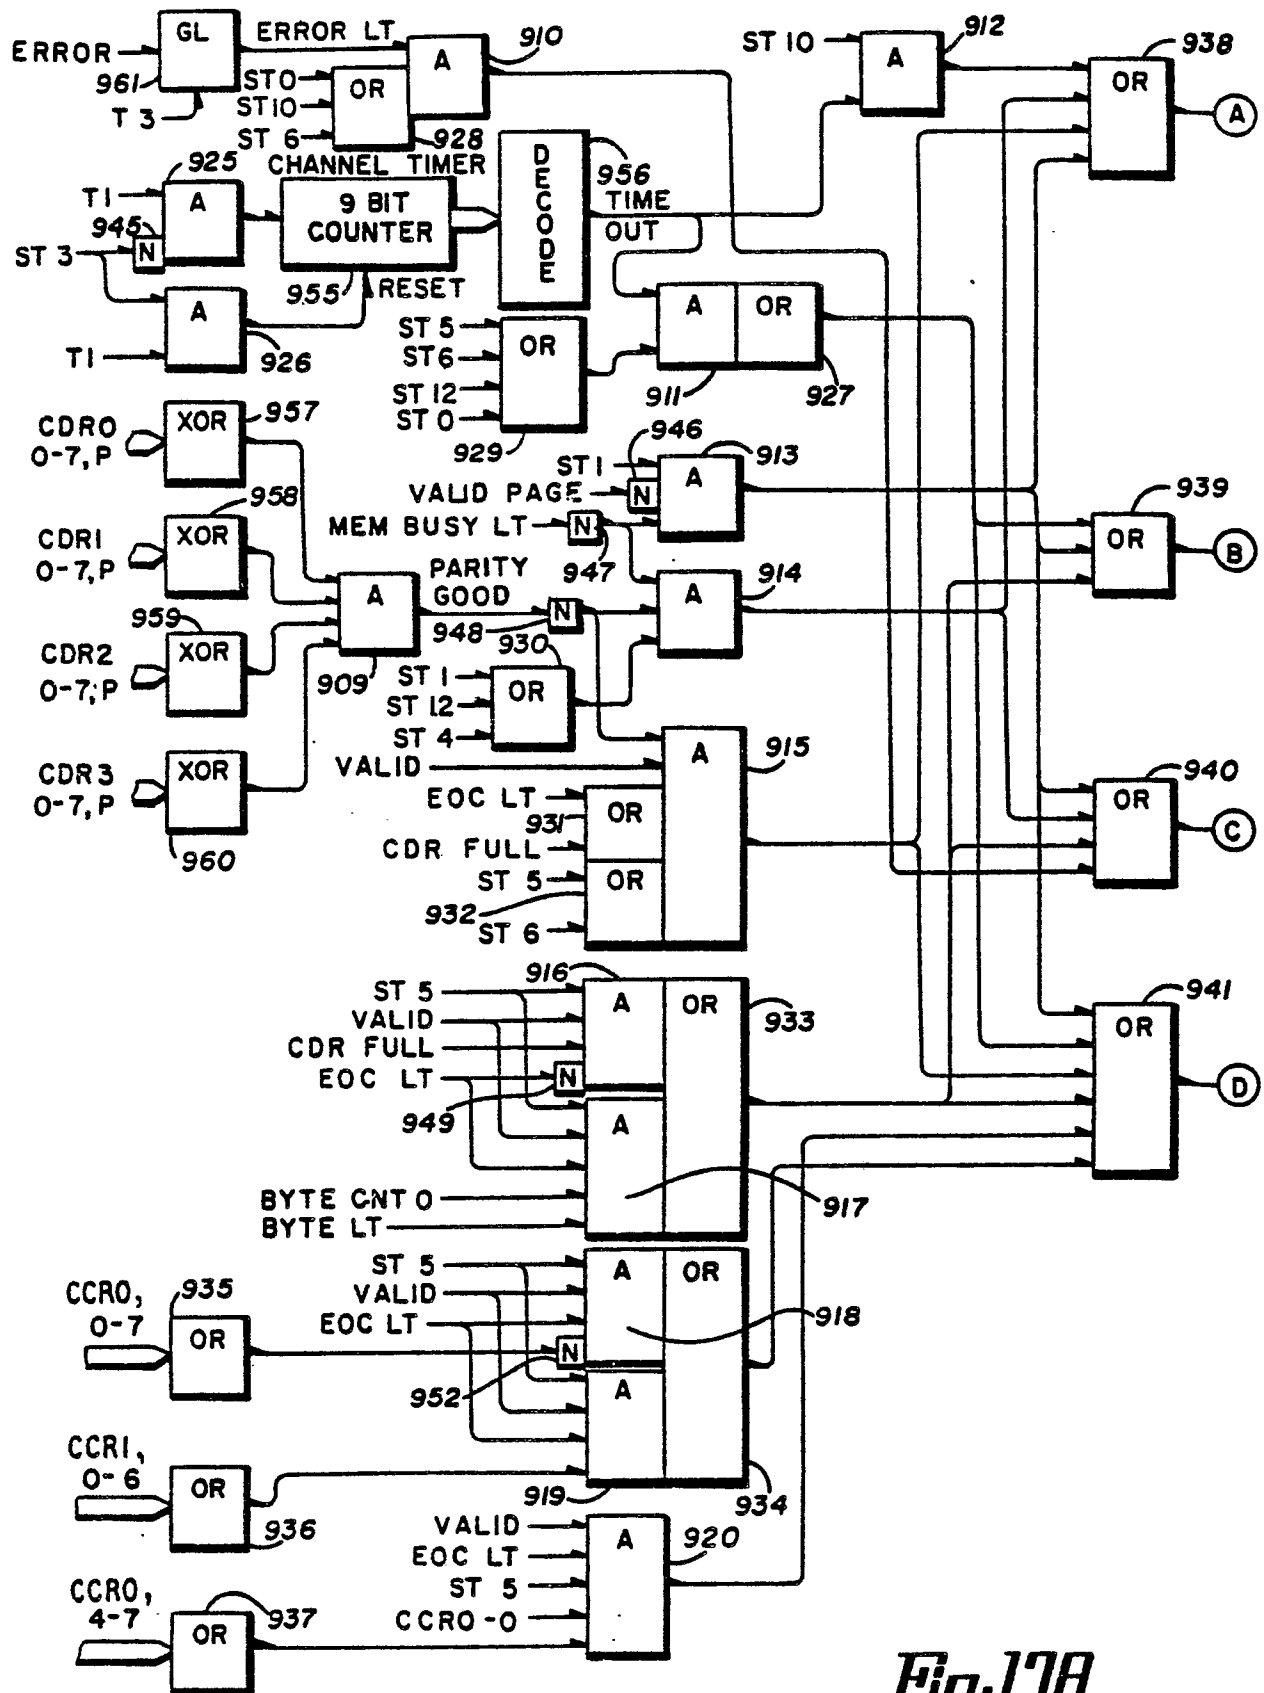 GL
ERROR
ERROR LT
961
T 3
A
910
ST 0
ST10
ST 6
OR
928
ST 10
A
912
938
OR
A
CHANNEL TIMER
925
T1
A
945
N
ST 3
9 BIT
COUNTER
955
RESET
DECODE
956
TIME
OUT
A
T1
926
ST 5
ST6
ST 12
ST 0
OR
929
A
OR
911
927
CDR0
0-7, P
XOR
957
946
ST 1
VALID PAGE
N
A
913
MEM BUSY LT
N
947
939
OR
B
CDR1
0-7, P
XOR
958
A
909
PARITY
GOOD
N
948
A
914
CDR2
0-7, P
959
XOR
930
ST 1
ST 12
ST 4
OR
CDR3
0-7, P
XOR
960
VALID
A
915
EOC LT
931
OR
CDR FULL
ST 5
OR
932
ST 6
940
OR
C
916
ST 5
VALID
CDR FULL
EOC LT
N
949
A
OR
933
A
BYTE CNT 0
BYTE LT
917
941
OR
D
ST 5
VALID
EOC LT
A
OR
918
CCR0,
0-7
935
OR
N
952
A
919
934
CCR1,
0-6
OR
936
VALID
EOC LT
ST 5
CCR0-0
A
920
CCR0,
4-7
OR
937
Fig. 17A